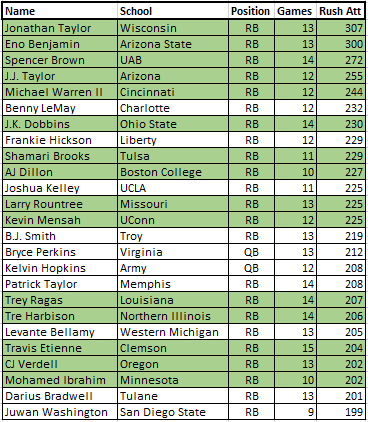 Name School Position Games Rush Att
Jonathan Taylor Wisconsin RB 13 307
Eno Benjamin Arizona State RB 13 300
Spencer Brown UAB RB 14 272
J.J. Taylor Arizona RB 12 255
Michael Warren II Cincinnati RB 12 244
Benny LeMay Charlotte RB 12 232
J.K. Dobbins Ohio State RB 14 230
Frankie Hickson Liberty RB 12 229
Shamari Brooks Tulsa RB 11 229
AJ Dillon Boston College RB 10 227
Joshua Kelley UCLA RB 11 225
Larry Rountree Missouri RB 13 225
Kevin Mensah UConn RB 12 225
B.J. Smith Troy RB 13 219
Bryce Perkins Virginia QB 13 212
Kelvin Hopkins Army QB 12 208
Patrick Taylor Memphis RB 14 208
Trey Ragas Louisiana RB 14 207
Tre Harbison Northern Illinois RB 14 206
Levante Bellamy Western Michigan RB 13 205
Travis Etienne Clemson RB 15 204
CJ Verdell Oregon RB 13 202
Mohamed Ibrahim Minnesota RB 10 202
Darius Bradwell Tulane RB 13 201
Juwan Washington San Diego State RB 9 199